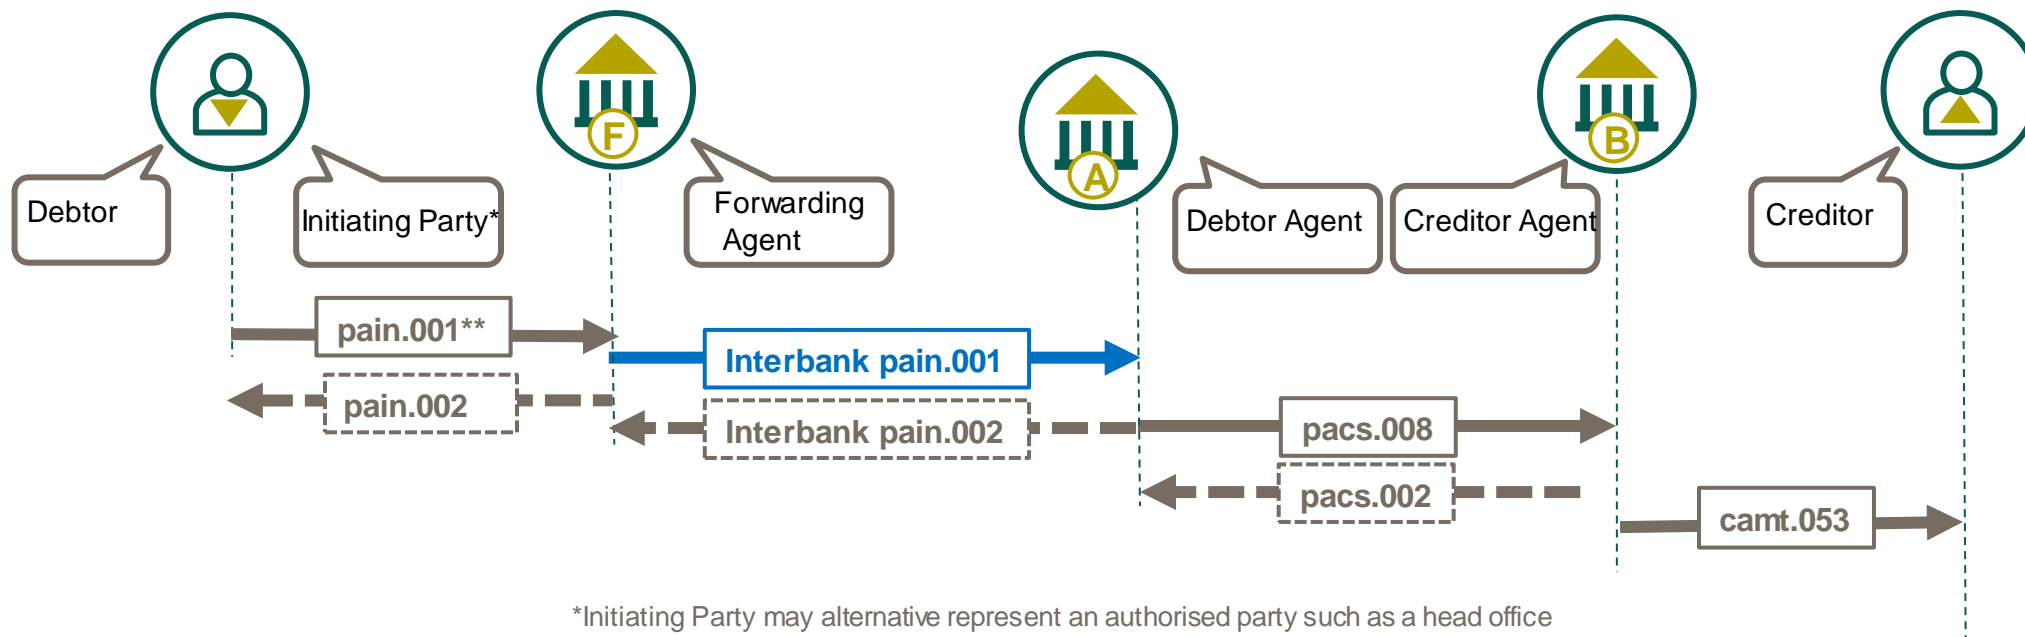 F
A
B
Debtor
Initiating Party*
Forwarding
Agent
Debtor Agent
Creditor Agent
Creditor
pain.001**
Interbank pain.001
pain.002
Interbank pain.002
pacs.008
pacs.002
camt.053
*Initiating Party may alternative represent an authorised party such as a head office